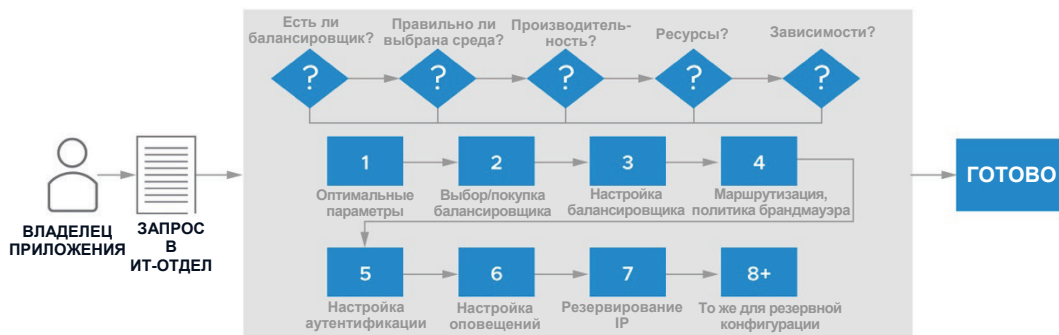 Есть ли
балансировщик?
Правильно ли
выбрана среда?
Производитель-
ность?
Ресурсы?
Зависимости?
?
?
?
?
?
1
2
3
4
Оптимальные
параметры
Выбор/покупка
балансировщика
Настройка
балансировщика
Маршрутизация,
политика брандмауэра
ВЛАДЕЛЕЦ
ПРИЛОЖЕНИЯ
ЗАПРОС
В
ИТ-ОТДЕЛ
ГОТОВО
5
6
7
8+
Настройка
аутентификации
Настройка
оповещений
Резервирование
IP
То же для резервной
конфигурации